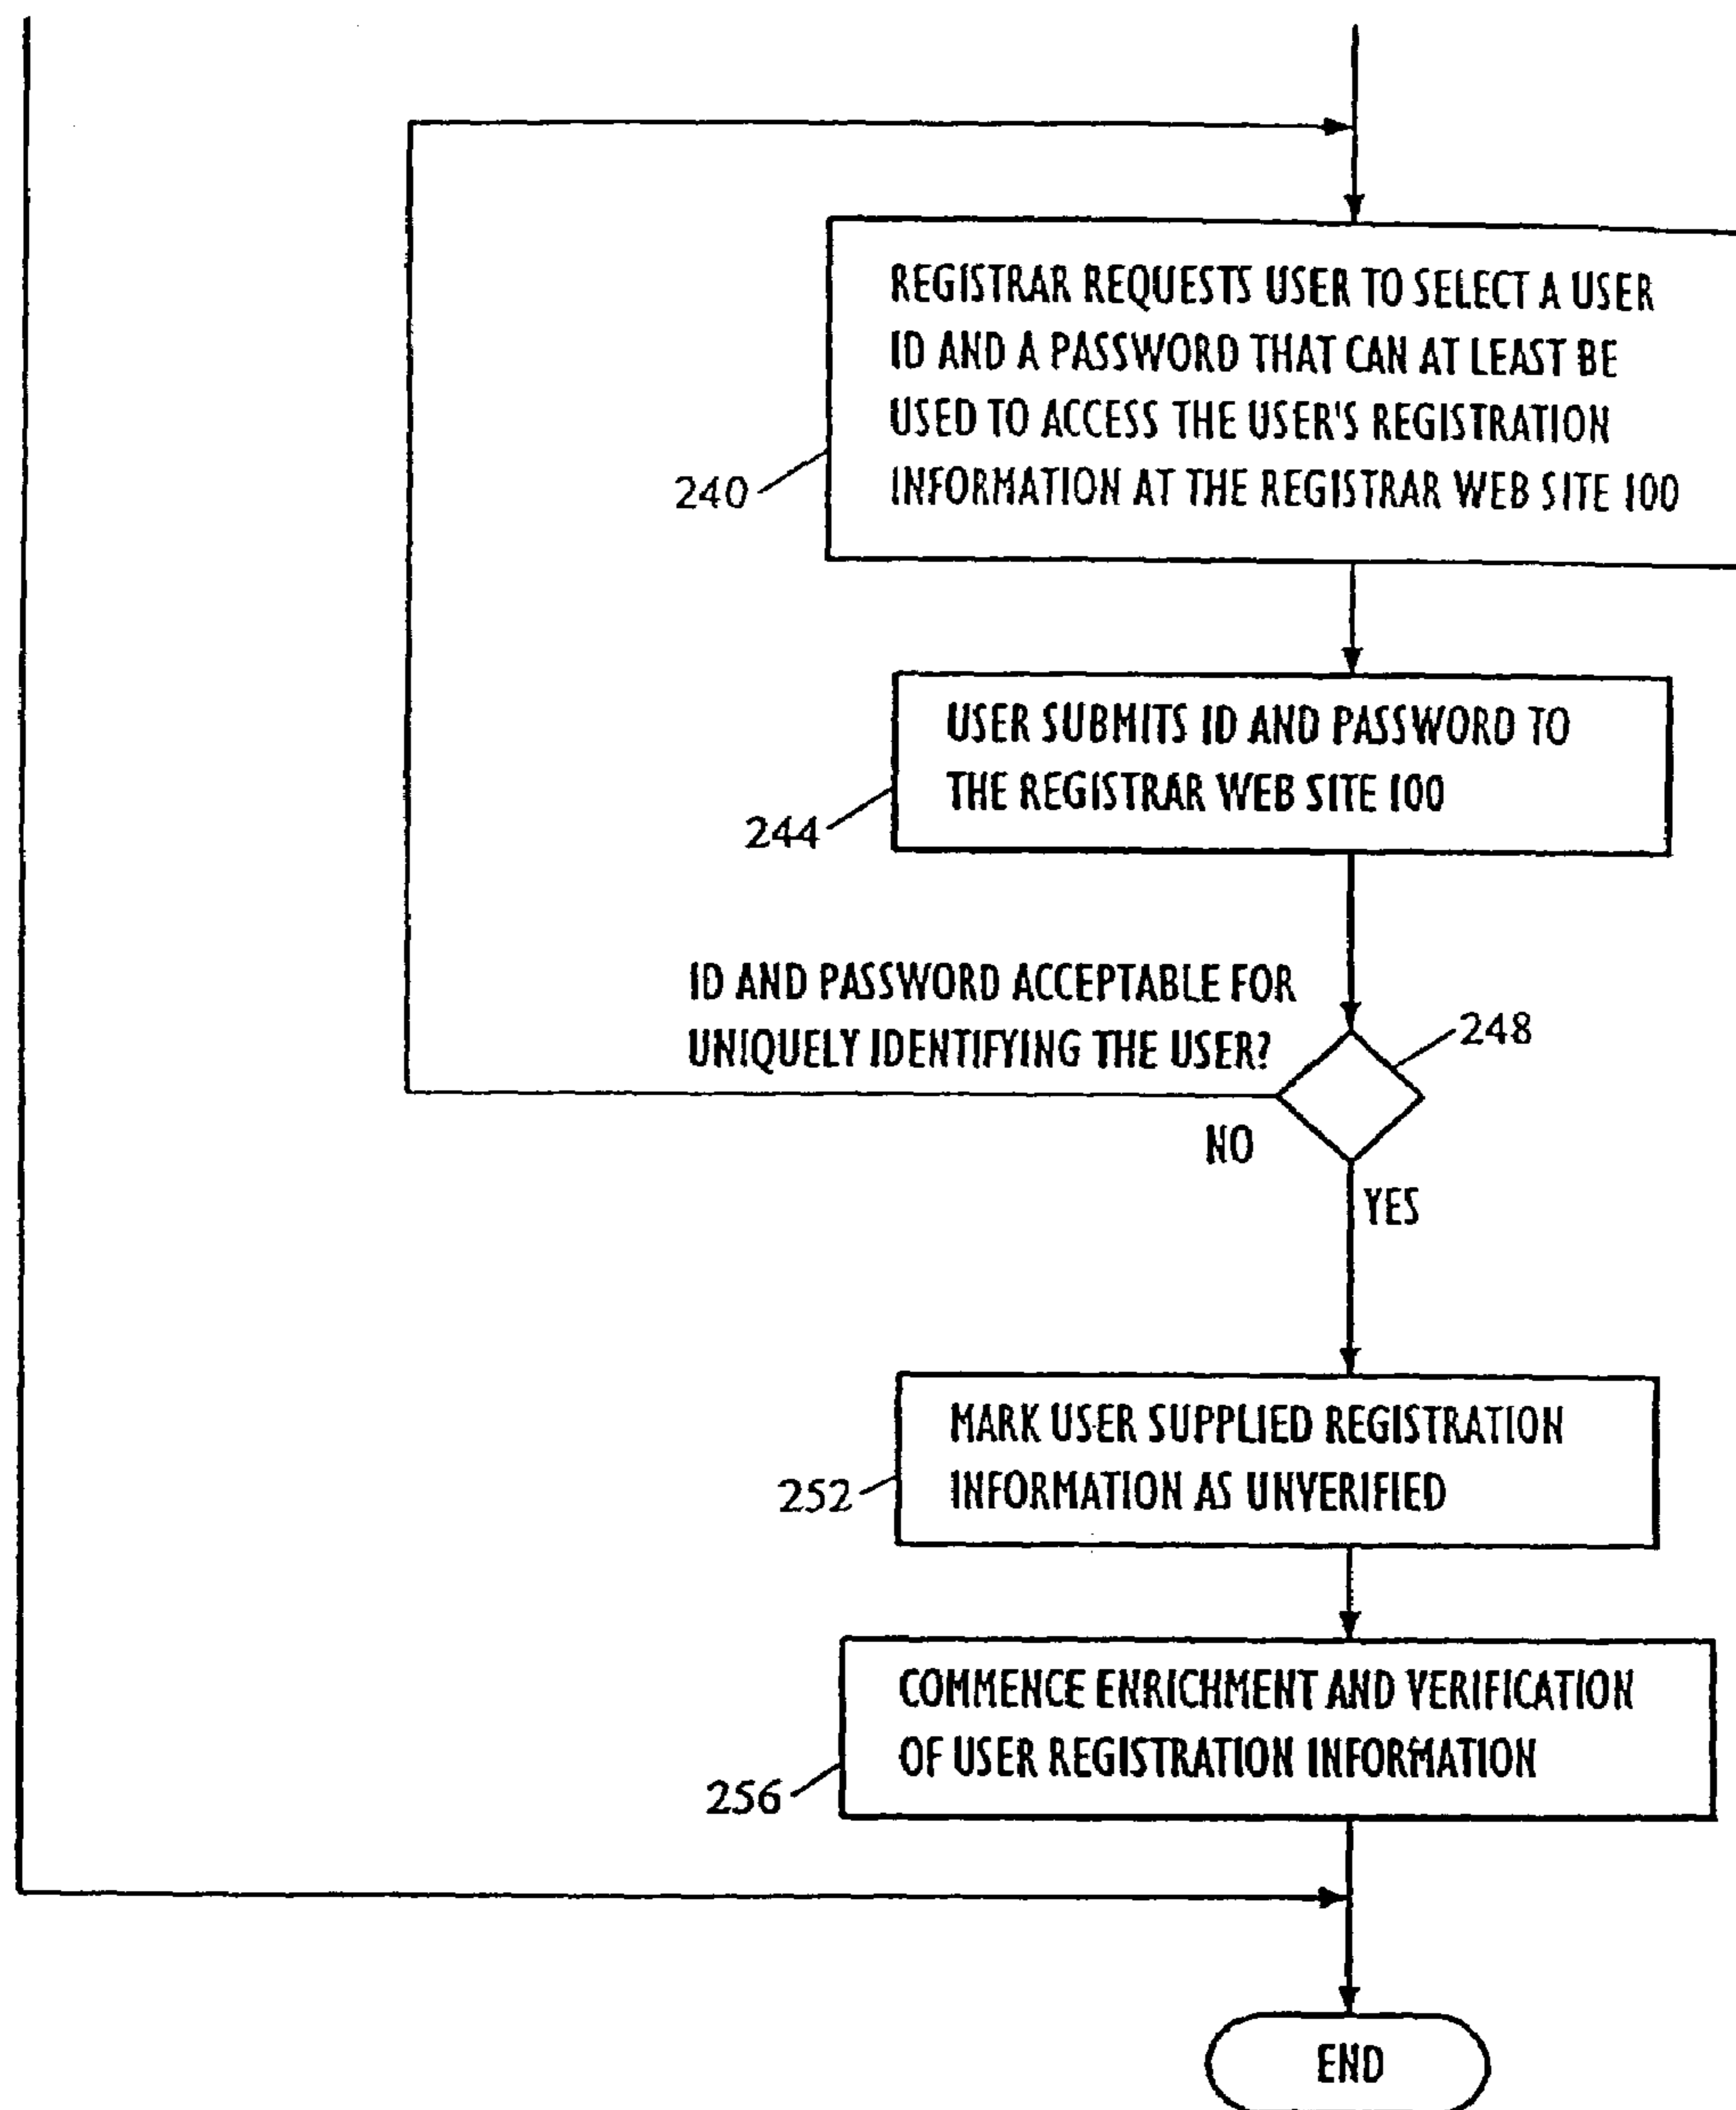 REGISTRAR REQUESTS USER TO SELECT A USER
ID AND A PASSWORD THAT CAN AT LEAST BE
USED TO ACCESS THE USER'S REGISTRATION
INFORMATION AT THE REGISTRAR WEB SITE 100
240
USER SUBMITS ID AND PASSWORD TO
THE REGISTRAR WEB SITE 100
244
ID AND PASSWORD ACCEPTABLE FOR
UNIQUELY IDENTIFYING THE USER?
248
NO
YES
MARK USER SUPPLIED REGISTRATION
INFORMATION AS UNVERIFIED
252
COMMENCE ENRICHMENT AND VERIFICATION
OF USER REGISTRATION INFORMATION
256
END